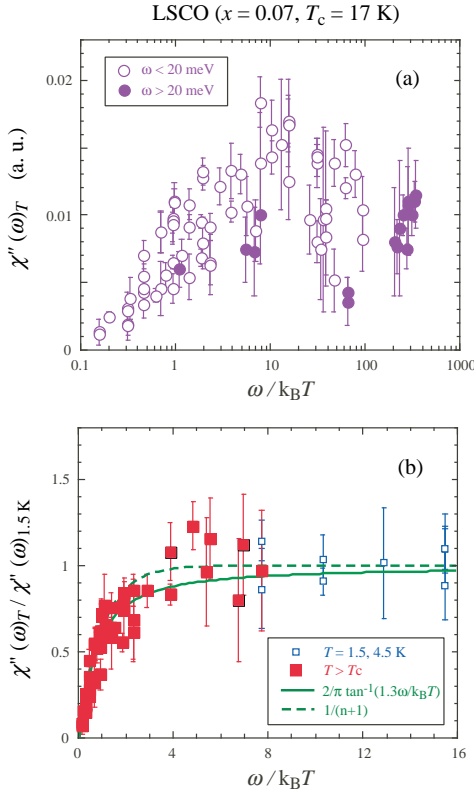 LSCO (x = 0.07, Tc = 17 K)
ω < 20 meV
ω > 20 meV
(a)
χ″ (ω)T (a. u.)
0.02
0.01
0
0.1
1
10
100
1000
ω / kBT
(b)
χ″ (ω)T / χ″ (ω)1.5 K
1.5
1
0.5
0
T = 1.5, 4.5 K
T > Tc
2/π tan⁻¹(1.3ω/kBT)
1/(n+1)
0
4
8
12
16
ω / kBT